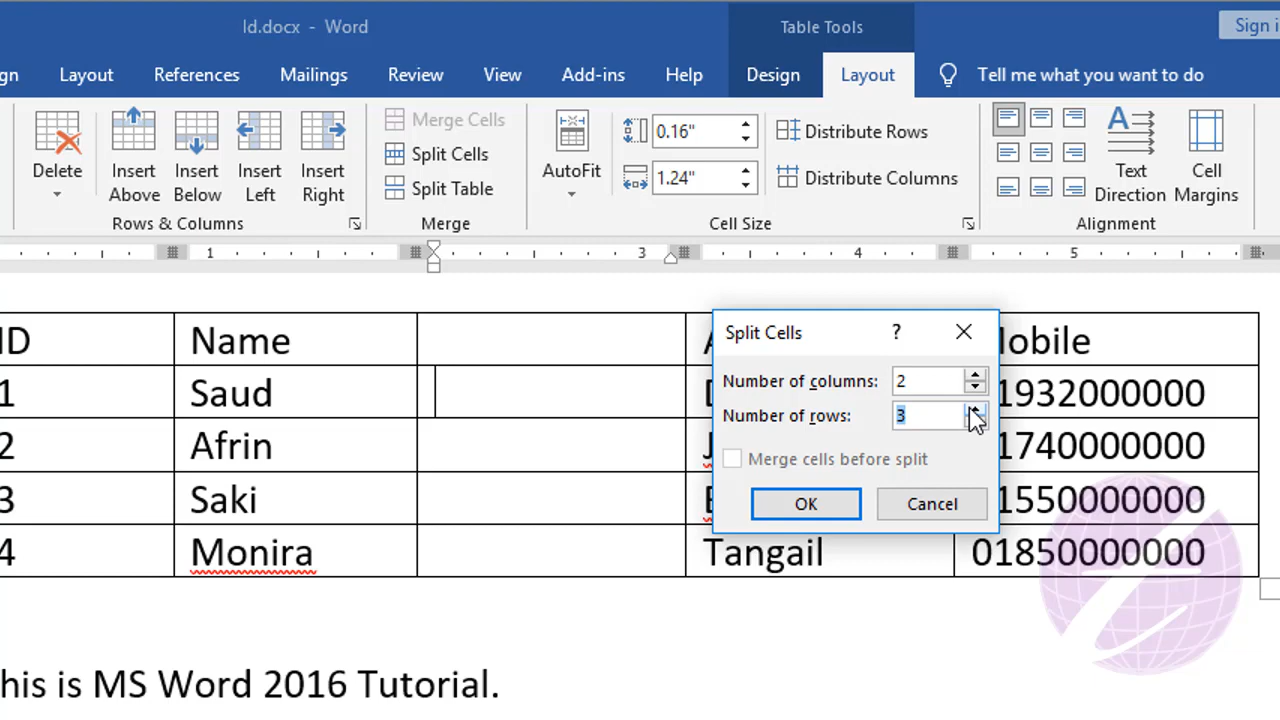 Id.docx - Word
Table Tools
Sign i
gn
Layout
References
Mailings
Review
View
Add-ins
Help
Design
Layout
Tell me what you want to do
Delete
Insert Above
Insert Below
Insert Left
Insert Right
Rows & Columns
Merge Cells
Split Cells
Split Table
Merge
AutoFit
0.16"
1.24"
Distribute Rows
Distribute Columns
Cell Size
Text Direction
Cell Margins
Alignment
1
3
4
5
ID Name Mobile
1 Saud 1932000000
2 Afrin 1740000000
3 Saki 1550000000
4 Monira Tangail 01850000000
Split Cells ?
Number of columns: 2
Number of rows: 3
Merge cells before split
OK Cancel
his is MS Word 2016 Tutorial.